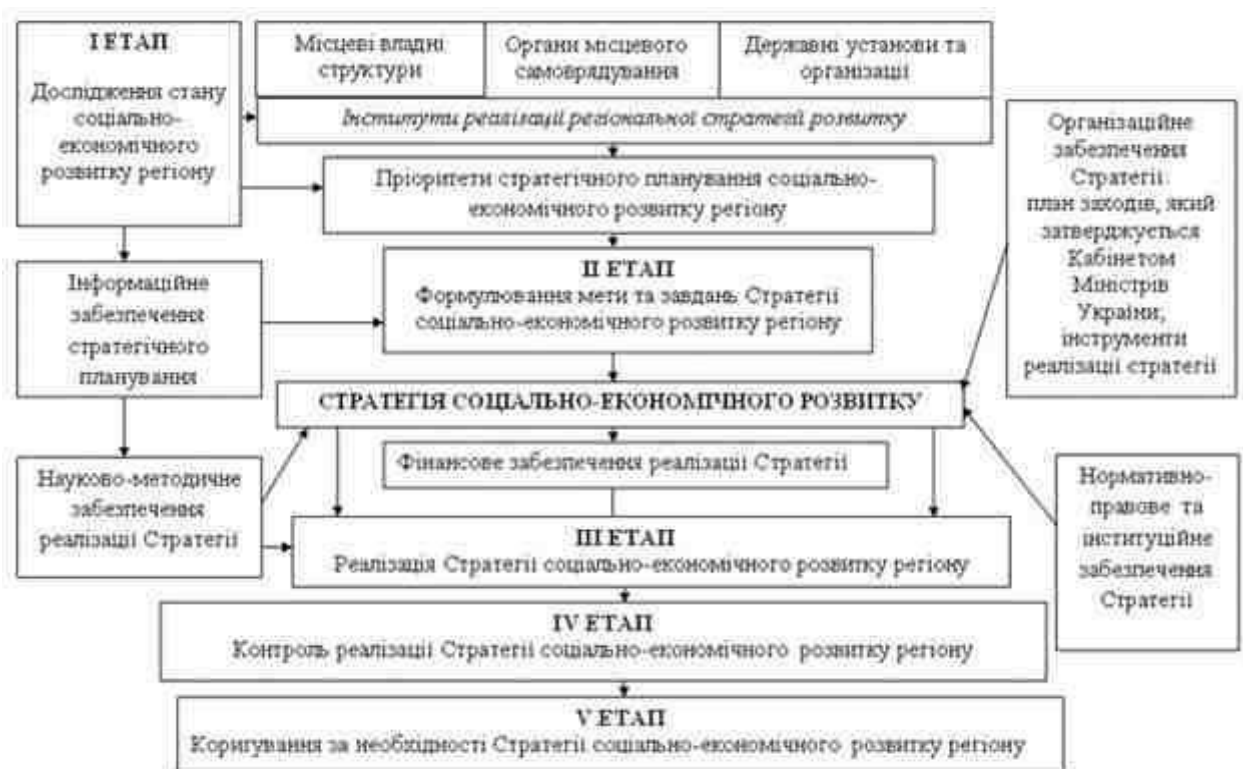 І ЕТАП
Дослідження стану
соціально-
економічного
розвитку регіону
Місцеві владні
структури
Органи місцевого
самоврядування
Державні установи та
організації
Інститути реалізації регіональної стратегії розвитку
Пріоритети стратегічного планування соціально-
економічного розвитку регіону
Організаційне
забезпечення
Стратегії
план заходів, який
затверджується
Кабінетом
Міністрів
України,
інструменти
реалізації стратегії
Інформаційне
забезпечення
стратегічного
планування
ІІ ЕТАП
Формулювання мети та завдань Стратегії
соціально-економічного розвитку регіону
СТРАТЕГІЯ СОЦІАЛЬНО-ЕКОНОМІЧНОГО РОЗВИТКУ
Фінансове забезпечення реалізації Стратегії
Науково-методичне
забезпечення
реалізації Стратегії
Нормативно-
правове та
інституційне
забезпечення
Стратегії
ІІІ ЕТАП
Реалізація Стратегії соціально-економічного розвитку регіону
IV ЕТАП
Контроль реалізації Стратегії соціально-економічного розвитку регіону
V ЕТАП
Коригування за необхідності Стратегії соціально-економічного розвитку регіону